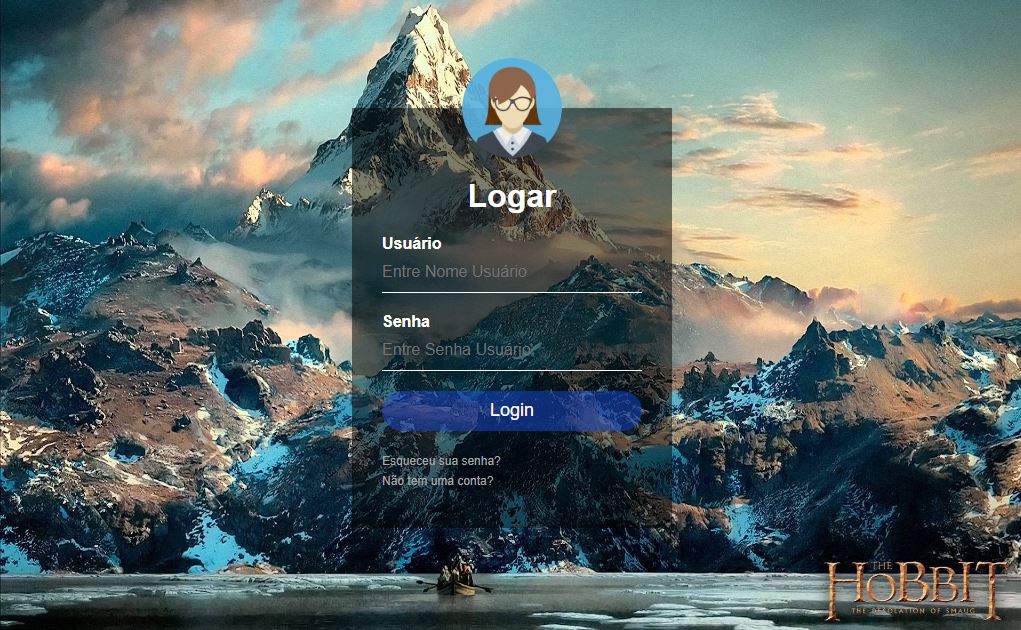 Logar
Usuário
Entre Nome Usuário
Senha
Entre Senha Usuário
Login
Esqueceu sua senha?
Não tem uma conta?
THE
HOBBIT
THE DESOLATION OF SMAUG